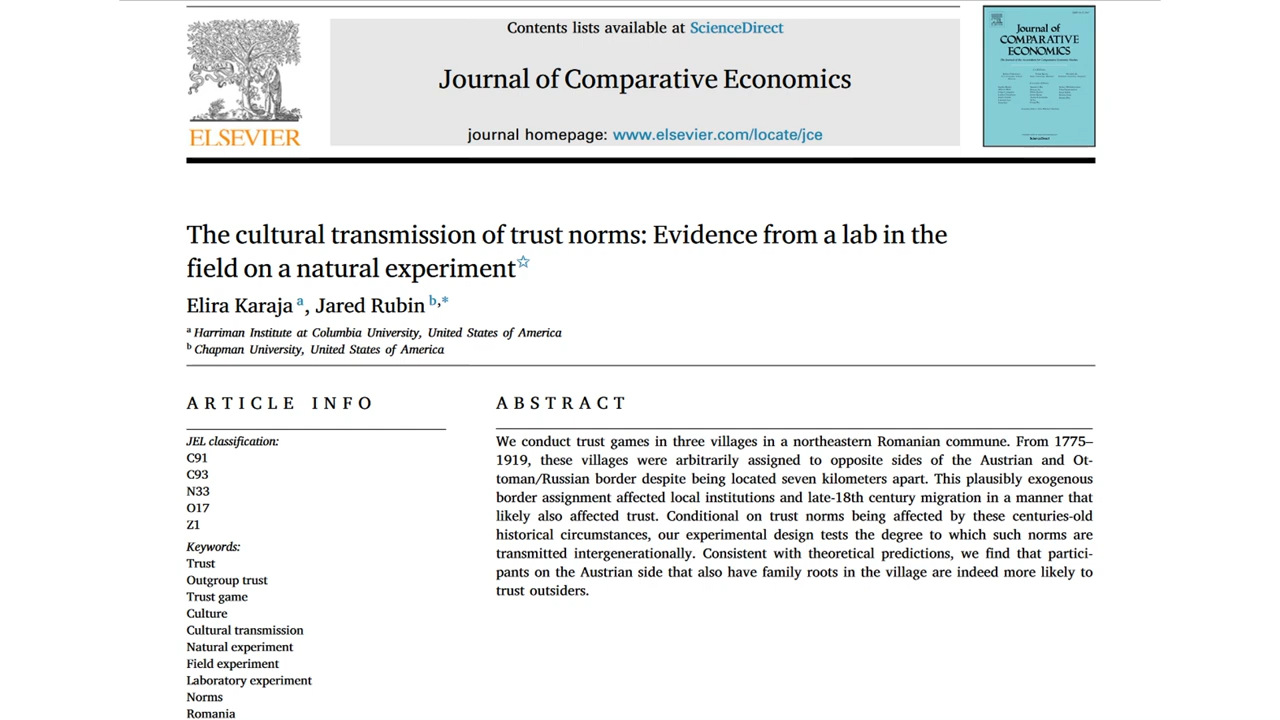 Contents lists available at ScienceDirect
Journal of Comparative Economics
journal homepage: www.elsevier.com/locate/jce
ELSEVIER
Journal of
COMPARATIVE
ECONOMICS
The cultural transmission of trust norms: Evidence from a lab in the
field on a natural experiment☆
Elira Karaja a, Jared Rubin b,*
a Harriman Institute at Columbia University, United States of America
b Chapman University, United States of America
ARTICLE INFO
JEL classification:
C91
C93
N33
O17
Z1
Keywords:
Trust
Outgroup trust
Trust game
Culture
Cultural transmission
Natural experiment
Field experiment
Laboratory experiment
Norms
Romania
ABSTRACT
We conduct trust games in three villages in a northeastern Romanian commune. From 1775–
1919, these villages were arbitrarily assigned to opposite sides of the Austrian and Ot-
toman/Russian border despite being located seven kilometers apart. This plausibly exogenous
border assignment affected local institutions and late-18th century migration in a manner that
likely also affected trust. Conditional on trust norms being affected by these centuries-old
historical circumstances, our experimental design tests the degree to which such norms are
transmitted intergenerationally. Consistent with theoretical predictions, we find that partici-
pants on the Austrian side that also have family roots in the village are indeed more likely to
trust outsiders.